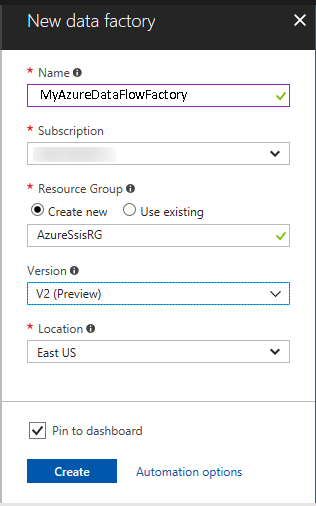 New data factory
* Name
MyAzureDataFlowFactory
* Subscription
* Resource Group
Create new Use existing
AzureSsisRG
Version
V2 (Preview)
* Location
East US
Pin to dashboard
Create Automation options